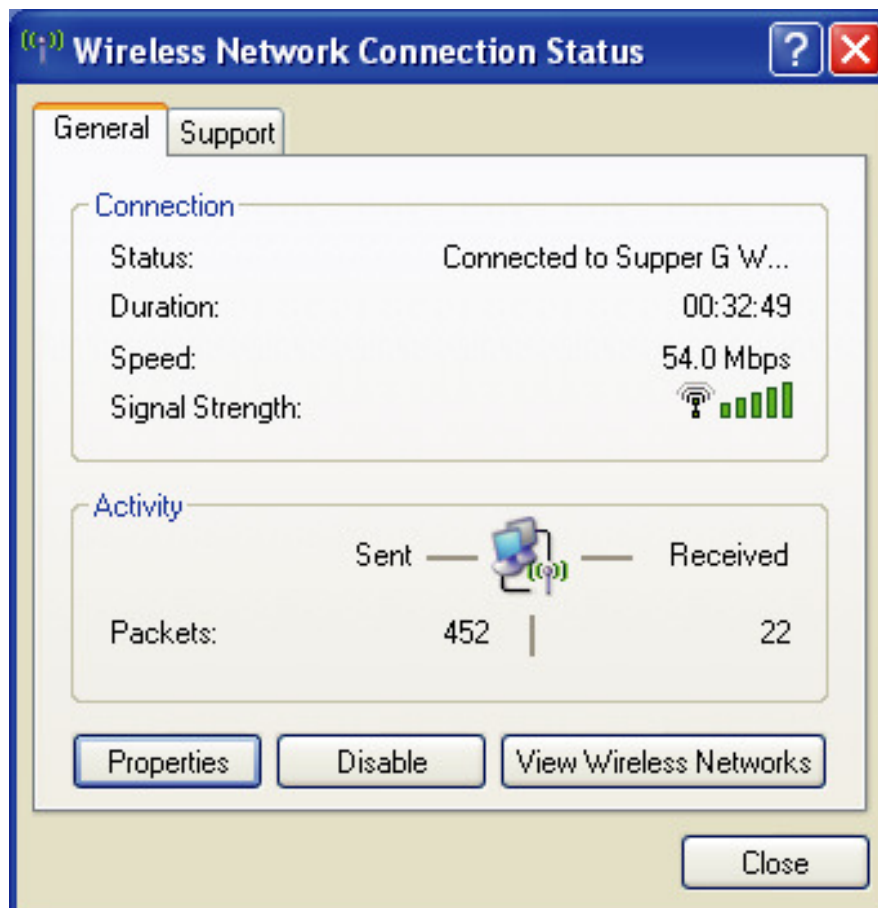 Wireless Network Connection Status
General Support
Connection
Status: Connected to Supper G W...
Duration: 00:32:49
Speed: 54.0 Mbps
Signal Strength:
Activity
Sent Received
Packets: 452 22
Properties Disable View Wireless Networks
Close